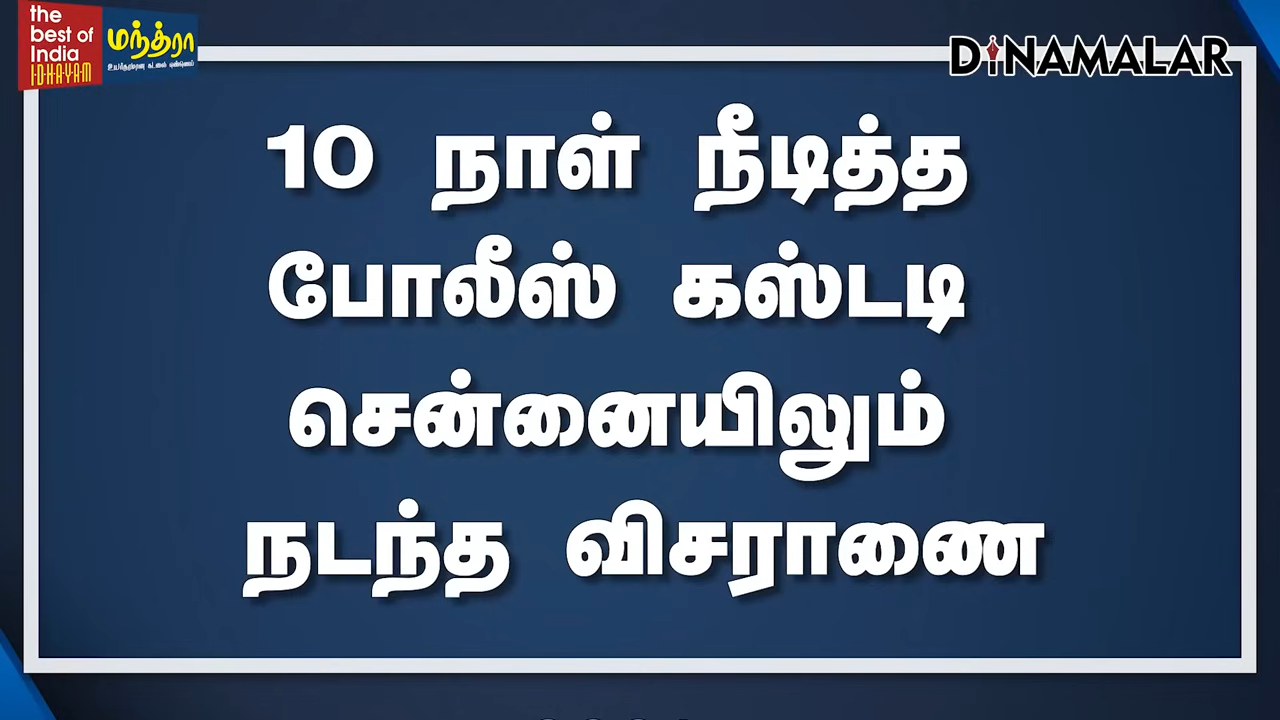 the
best of
India
IDHAYAM
மந்த்ரா
DINAMALAR
10 நாள் நீடித்த
போலீஸ் கஸ்டடி
சென்னையிலும்
நடந்த விசாரணை